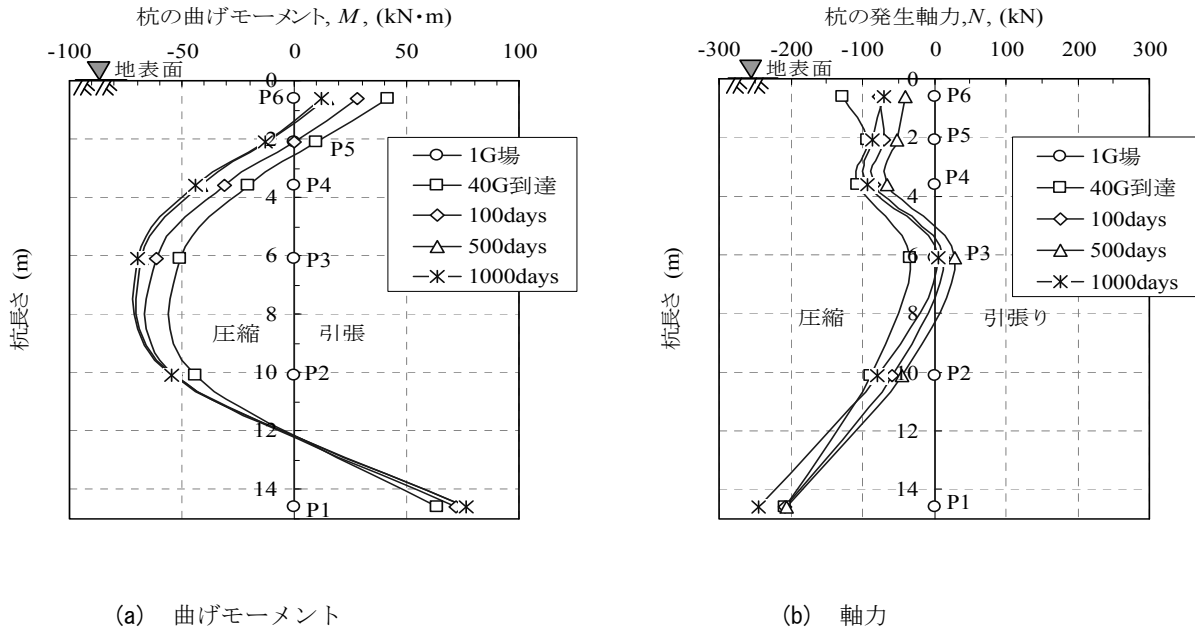 杭の曲げモーメント, M, (kN・m)
-100 -50 0 50 100
地表面
0
2
4
6
8
10
12
14
杭長さ (m)
P6
P5
P4
P3
P2
P1
1G場
40G到達
100days
500days
1000days
圧縮 引張
(a) 曲げモーメント
杭の発生軸力,N, (kN)
-300 -200 -100 0 100 200 300
地表面
0
2
4
6
8
10
12
14
杭長さ (m)
P6
P5
P4
P3
P2
P1
1G場
40G到達
100days
500days
1000days
圧縮 引張り
(b) 軸力